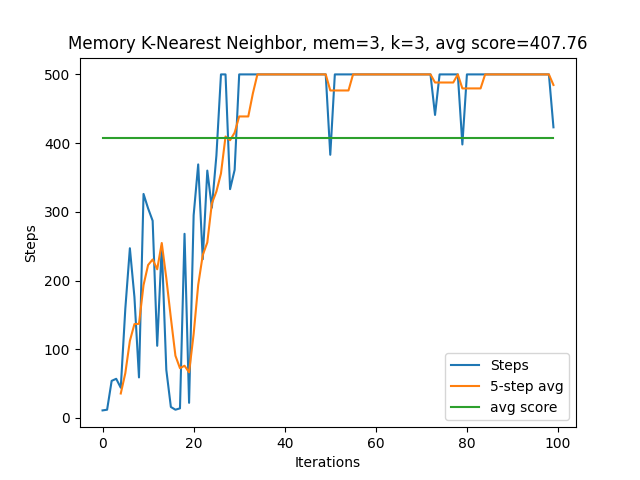 Memory K-Nearest Neighbor, mem=3, k=3, avg score=407.76
500
400
300
200
100
0
Steps
0 20 40 60 80 100
Iterations
Steps
5-step avg
avg score